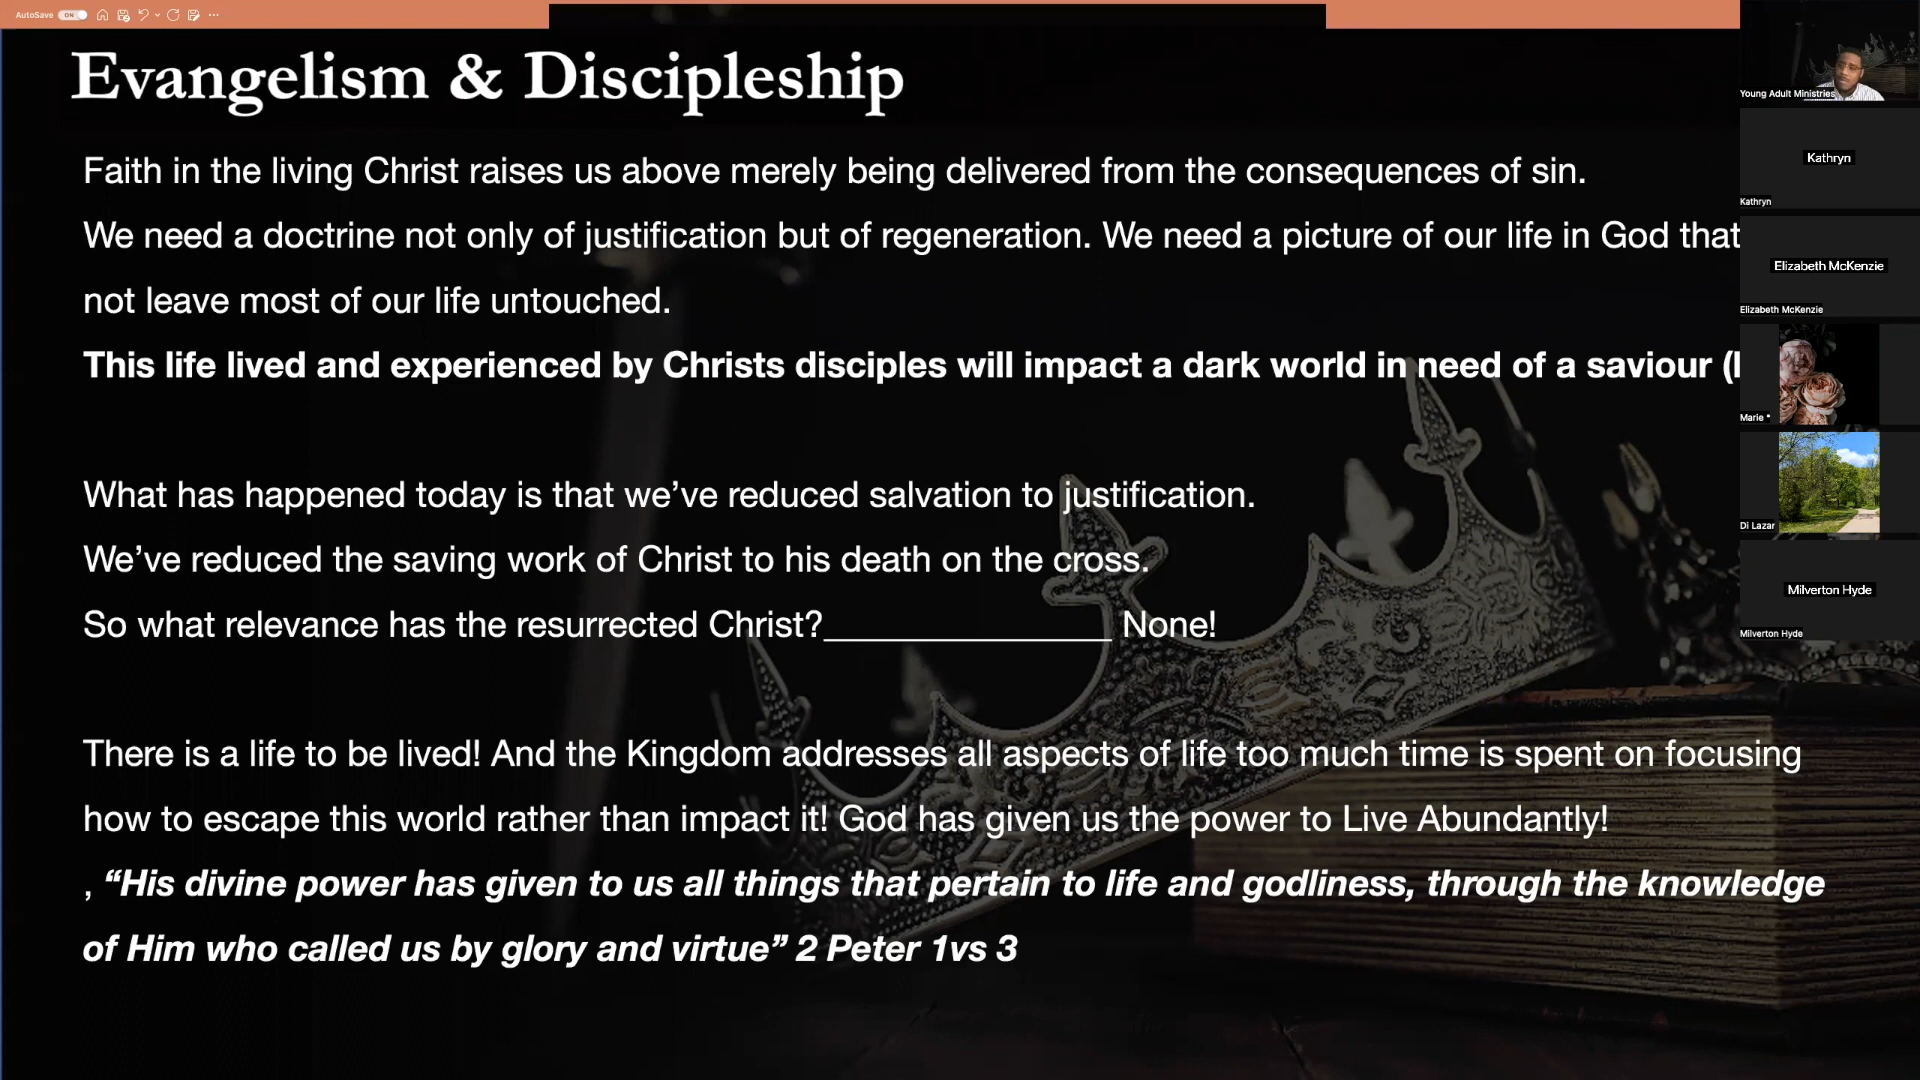 AutoSave ON
Evangelism & Discipleship
Faith in the living Christ raises us above merely being delivered from the consequences of sin.
We need a doctrine not only of justification but of regeneration. We need a picture of our life in God that
not leave most of our life untouched.
This life lived and experienced by Christs disciples will impact a dark world in need of a saviour (
What has happened today is that we’ve reduced salvation to justification.
We’ve reduced the saving work of Christ to his death on the cross.
So what relevance has the resurrected Christ?_______________ None!
There is a life to be lived! And the Kingdom addresses all aspects of life too much time is spent on focusing
how to escape this world rather than impact it! God has given us the power to Live Abundantly!
, “His divine power has given to us all things that pertain to life and godliness, through the knowledge
of Him who called us by glory and virtue” 2 Peter 1vs 3
Young Adult Ministries
Kathryn
Kathryn
Elizabeth McKenzie
Elizabeth McKenzie
Marie *
Di Lazar
Milverton Hyde
Milverton Hyde